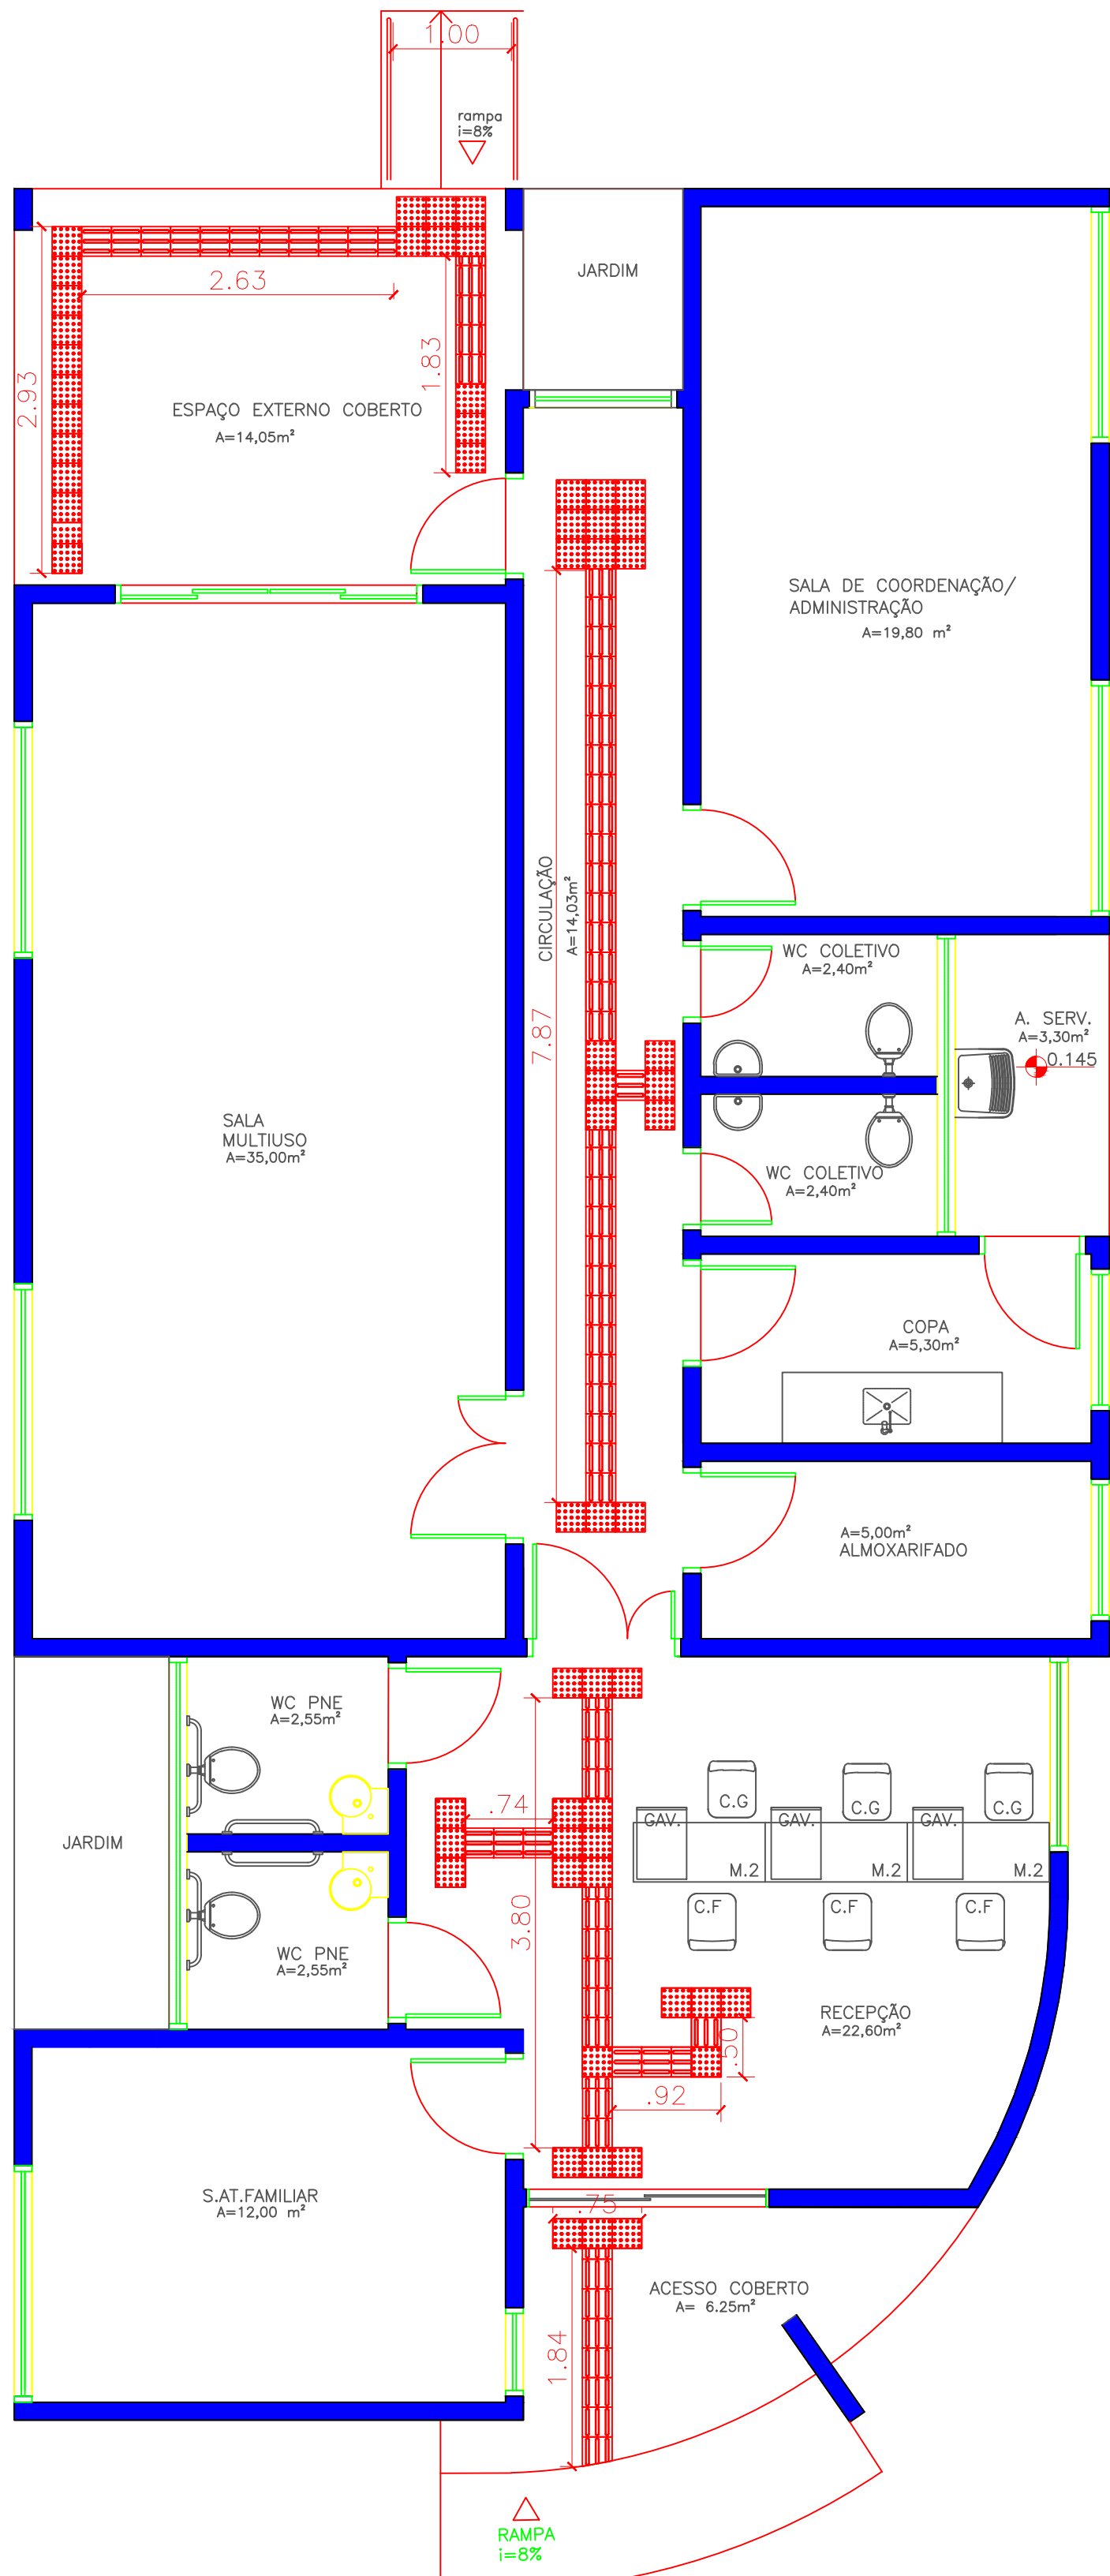 1.00
rampa
i=8%
JARDIM
2.63
1.83
2.93
ESPAÇO EXTERNO COBERTO
A=14,05m²
SALA DE COORDENAÇÃO/
ADMINISTRAÇÃO
A=19,80 m²
CIRCULAÇÃO
A=14,03m²
7.87
WC COLETIVO
A=2,40m²
A. SERV.
A=3,30m²
0.145
SALA
MULTIUSO
A=35,00m²
WC COLETIVO
A=2,40m²
COPA
A=5,30m²
A=5,00m²
ALMOXARIFADO
WC PNE
A=2,55m²
JARDIM
.74
3.80
C.G
C.G
C.G
GAV.
GAV.
GAV.
M.2
M.2
M.2
C.F
C.F
C.F
WC PNE
A=2,55m²
RECEPÇÃO
A=22,60m²
.50
.92
S.AT.FAMILIAR
A=12,00 m²
.75
ACESSO COBERTO
A= 6.25m²
1.84
RAMPA
i=8%